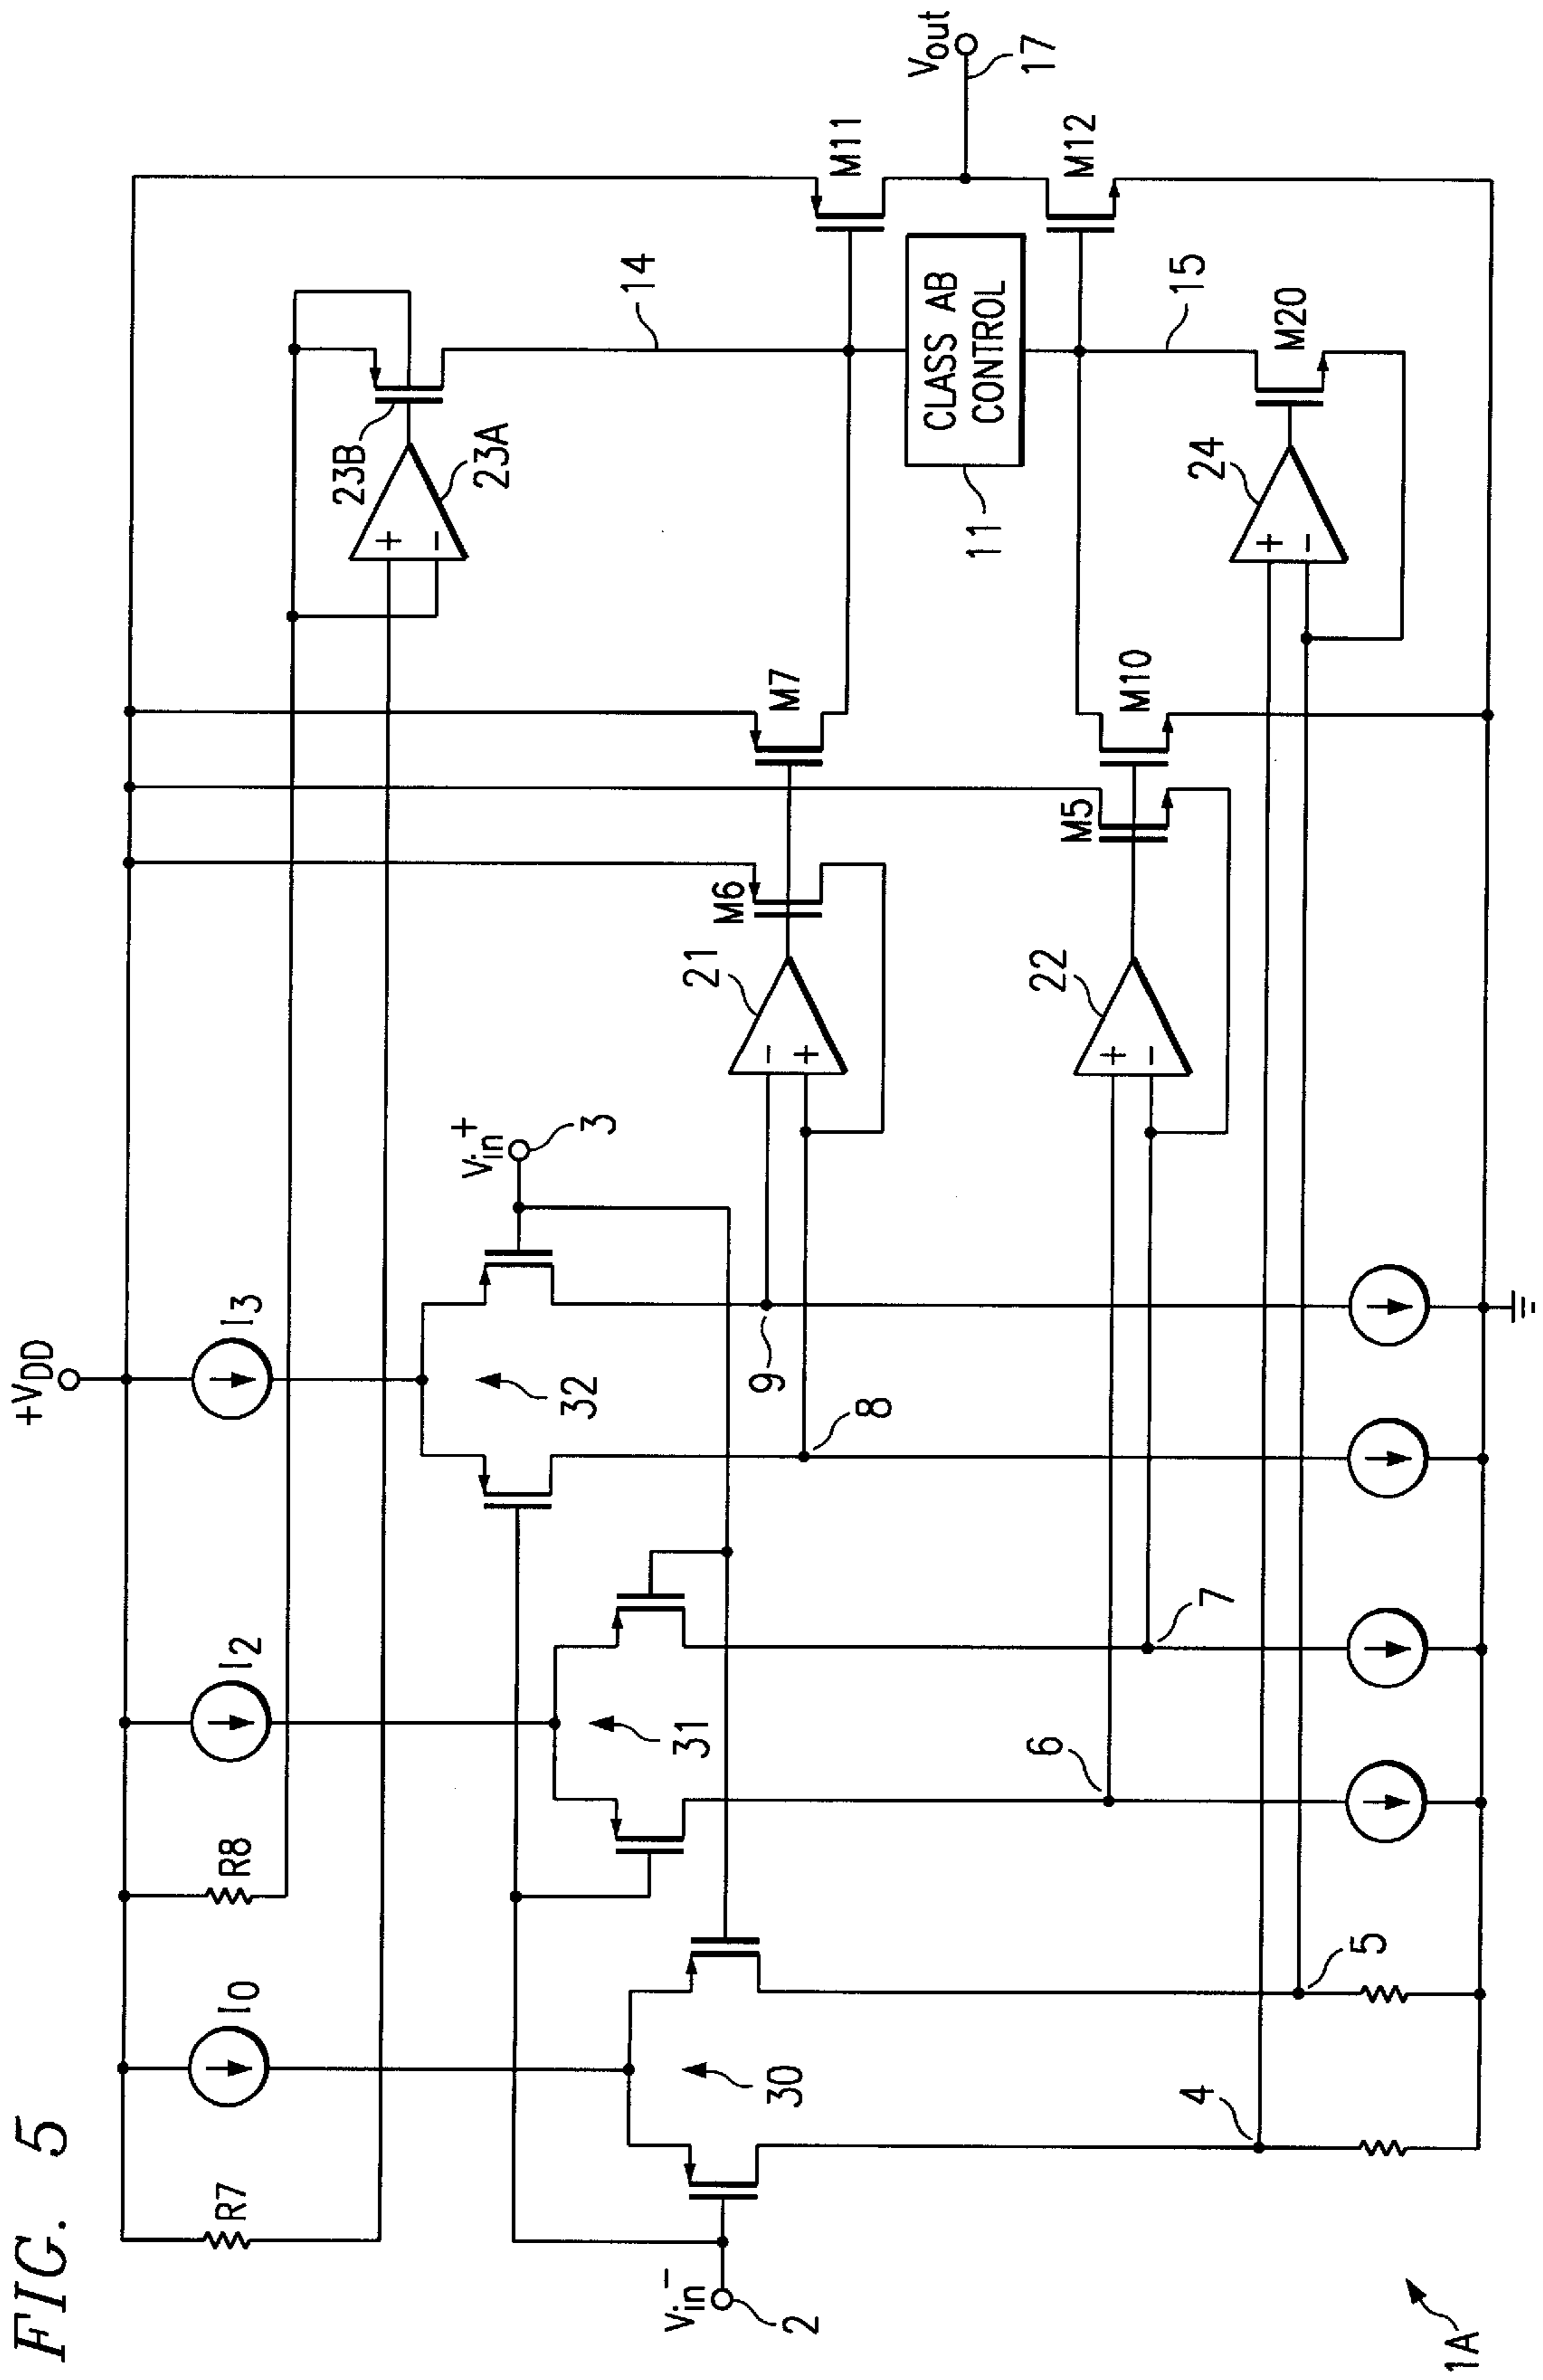 FIG. 5
+VDD
R7
I0
R8
I2
I3
Vin−
2
30
31
32
Vin+
3
4
5
6
7
8
9
21
22
M6
M5
M7
M10
23B
23A
+
−
−
+
+
−
24
+
−
14
CLASS AB
CONTROL
11
15
M20
M11
M12
Vout
17
1A